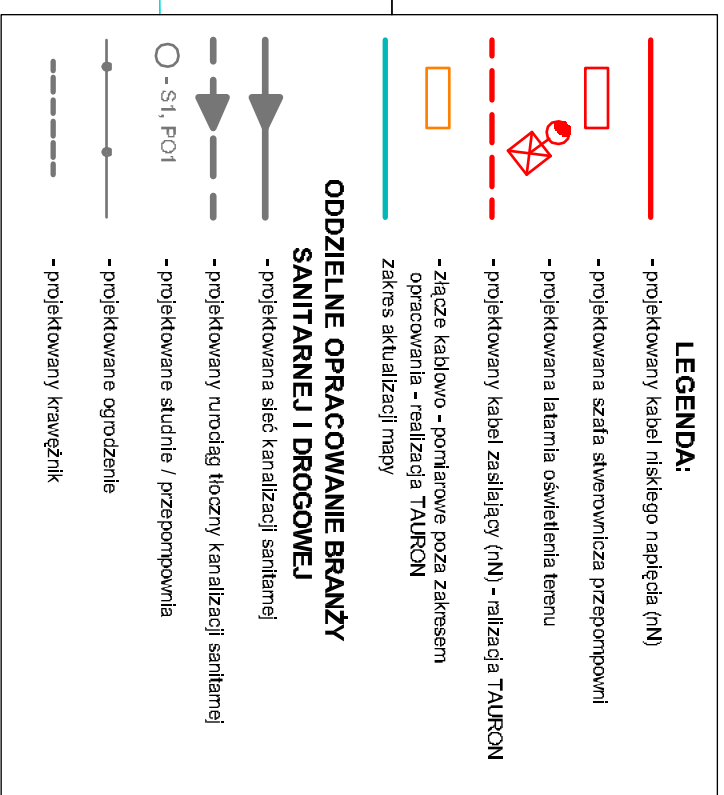 LEGENDA:
- projektowany kabel niskiego napięcia (nN)
- projektowana szafa stwerownicza przepompowni
- projektowana latarnia oświetlenia terenu
- projektowany kabel zasilający (nN) - ralizacja TAURON
- złącze kablowo - pomiarowe poza zakresem
opracowania - realizacja TAURON
zakres aktualizacji mapy
ODDZIELNE OPRACOWANIE BRANŻY
SANITARNEJ I DROGOWEJ
- projektowana sieć kanalizacji sanitarnej
- projektowany rurociąg tłoczny kanalizacji sanitarnej
- S1, PO1
- projektowane studnie / przepompownia
- projektowane ogrodzenie
- projektowany krawężnik